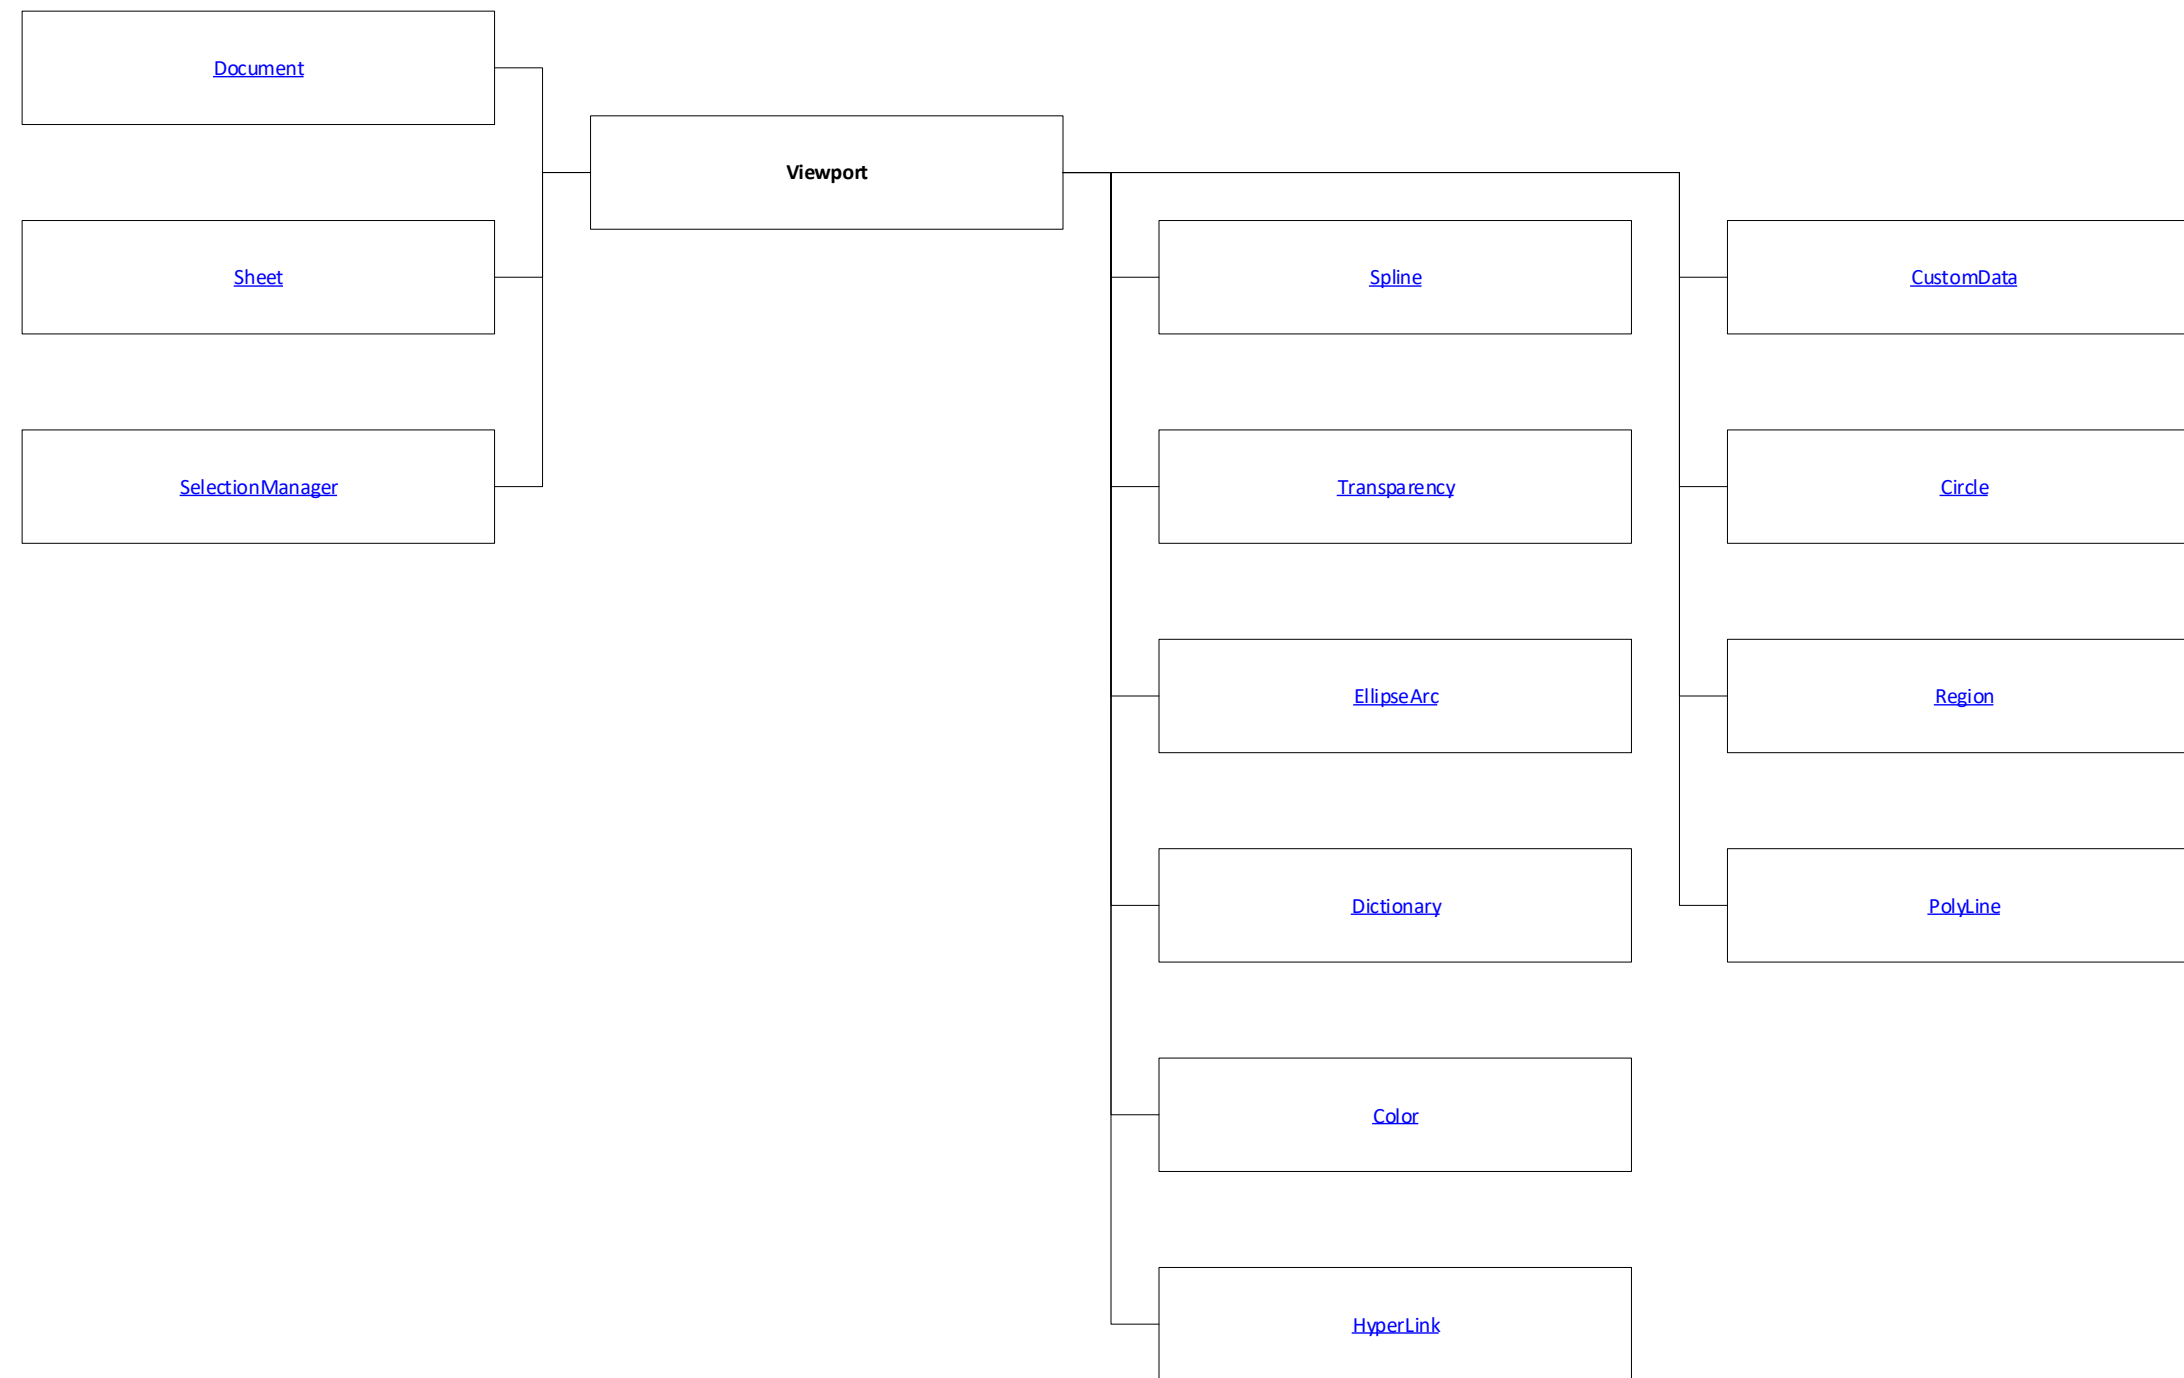 Document
Viewport
Sheet
Spline
CustomData
SelectionManager
Transparency
Circle
EllipseArc
Region
Dictionary
PolyLine
Color
HyperLink